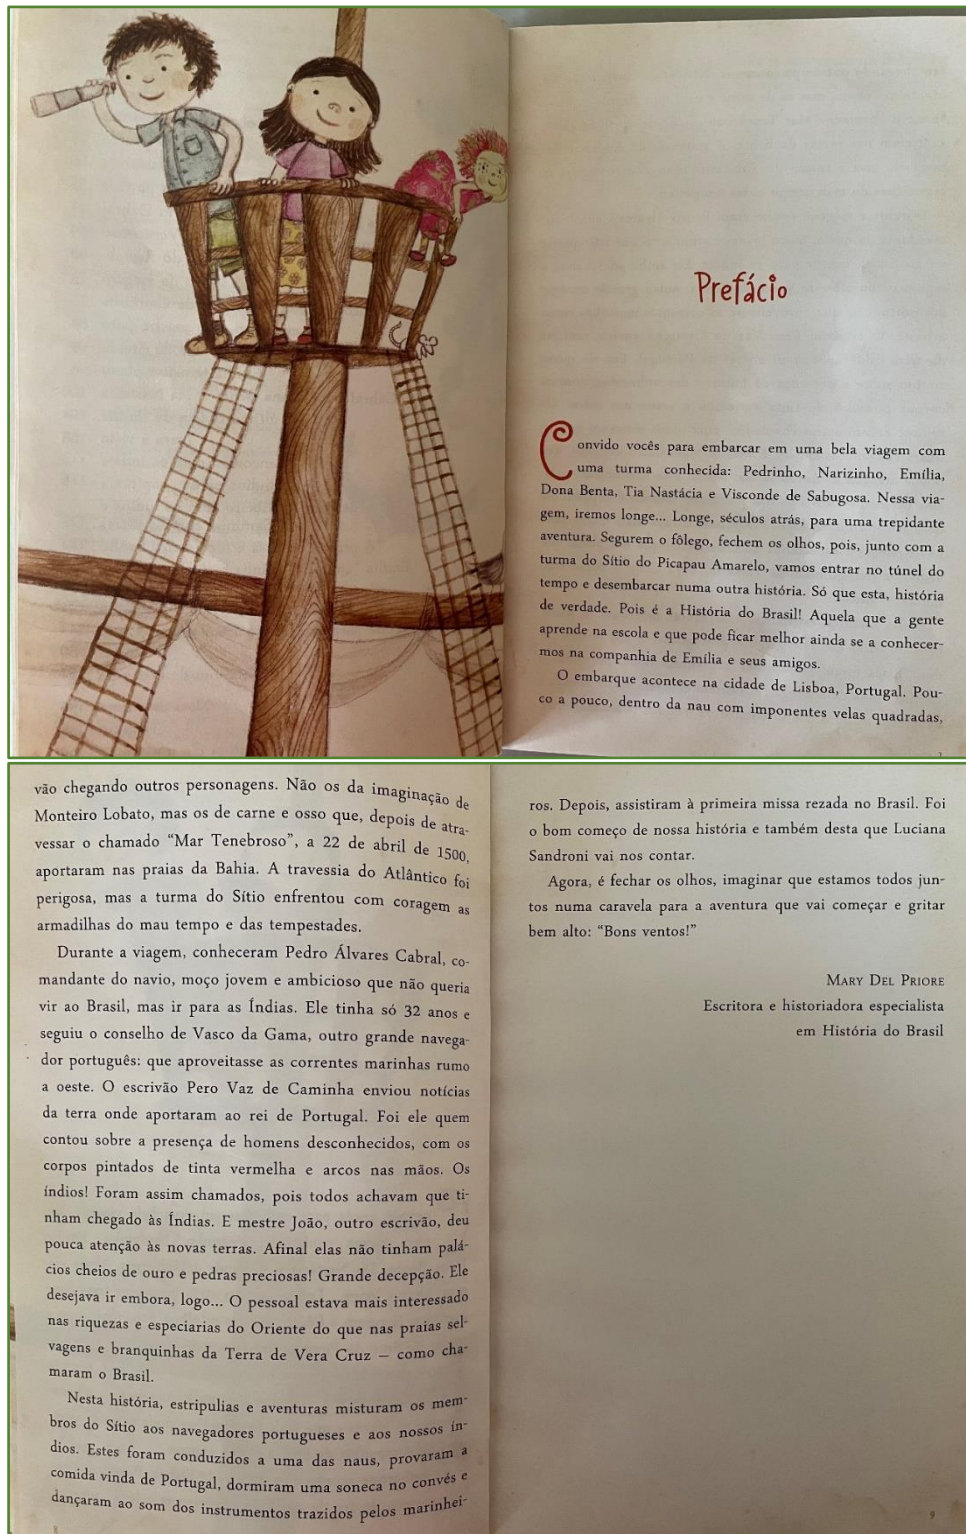 Prefácio
Convido vocês para embarcar em uma bela viagem com
uma turma conhecida: Pedrinho, Narizinho, Emília,
Dona Benta, Tia Nastácia e Visconde de Sabugosa. Nessa via-
gem, iremos longe... Longe, séculos atrás, para uma trepidante
aventura. Segurem o fôlego, fechem os olhos, pois, junto com a
turma do Sítio do Picapau Amarelo, vamos entrar no túnel do
tempo e desembarcar numa outra história. Só que esta, história
de verdade. Pois é a História do Brasil! Aquela que a gente
aprende na escola e que pode ficar melhor ainda se a conhecer-
mos na companhia de Emília e seus amigos.
O embarque acontece na cidade de Lisboa, Portugal. Pou-
co a pouco, dentro da nau com imponentes velas quadradas,
vão chegando outros personagens. Não os da imaginação de
Monteiro Lobato, mas os de carne e osso que, depois de atra-
vessar o chamado “Mar Tenebroso”, a 22 de abril de 1500,
aportaram nas praias da Bahia. A travessia do Atlântico foi
perigosa, mas a turma do Sítio enfrentou com coragem as
armadilhas do mau tempo e das tempestades.
Durante a viagem, conheceram Pedro Álvares Cabral, co-
mandante do navio, moço jovem e ambicioso que não queria
vir ao Brasil, mas ir para as Índias. Ele tinha só 32 anos e
seguiu o conselho de Vasco da Gama, outro grande navega-
dor português: que aproveitasse as correntes marinhas rumo
a oeste. O escrivão Pero Vaz de Caminha enviou notícias
da terra onde aportaram ao rei de Portugal. Foi ele quem
contou sobre a presença de homens desconhecidos, com os
corpos pintados de tinta vermelha e arcos nas mãos. Os
índios! Foram assim chamados, pois todos achavam que ti-
nham chegado às Índias. E mestre João, outro escrivão, deu
pouca atenção às novas terras. Afinal elas não tinham palá-
cios cheios de ouro e pedras preciosas! Grande decepção. Ele
desejava ir embora, logo... O pessoal estava mais interessado
nas riquezas e especiarias do Oriente do que nas praias sel-
vagens e branquinhas da Terra de Vera Cruz – como cha-
maram o Brasil.
Nesta história, estripulias e aventuras misturam os mem-
bros do Sítio aos navegadores portugueses e aos nossos ín-
dios. Estes foram conduzidos a uma das naus, provaram a
comida vinda de Portugal, dormiram uma soneca no convés e
dançaram ao som dos instrumentos trazidos pelos marinhei-
8
ros. Depois, assistiram à primeira missa rezada no Brasil. Foi
o bom começo de nossa história e também desta que Luciana
Sandroni vai nos contar.
Agora, é fechar os olhos, imaginar que estamos todos jun-
tos numa caravela para a aventura que vai começar e gritar
bem alto: “Bons ventos!”
MARY DEL PRIORE
Escritora e historiadora especialista
em História do Brasil
9